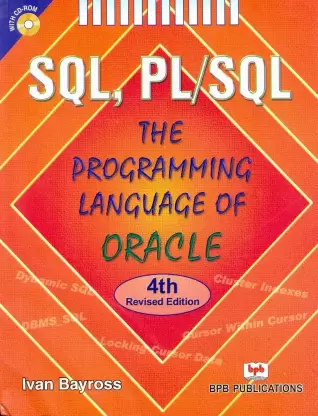 WITH CD-ROM
SQL, PL/SQL
THE
PROGRAMMING
LANGUAGE OF
ORACLE
4th
Revised Edition
Dynamic SQL
Cluster Indexes
DBMS_SQL
Cursor Within Cursor
Locking Cursor Data
Ivan Bayross
bpb
BPB PUBLICATIONS